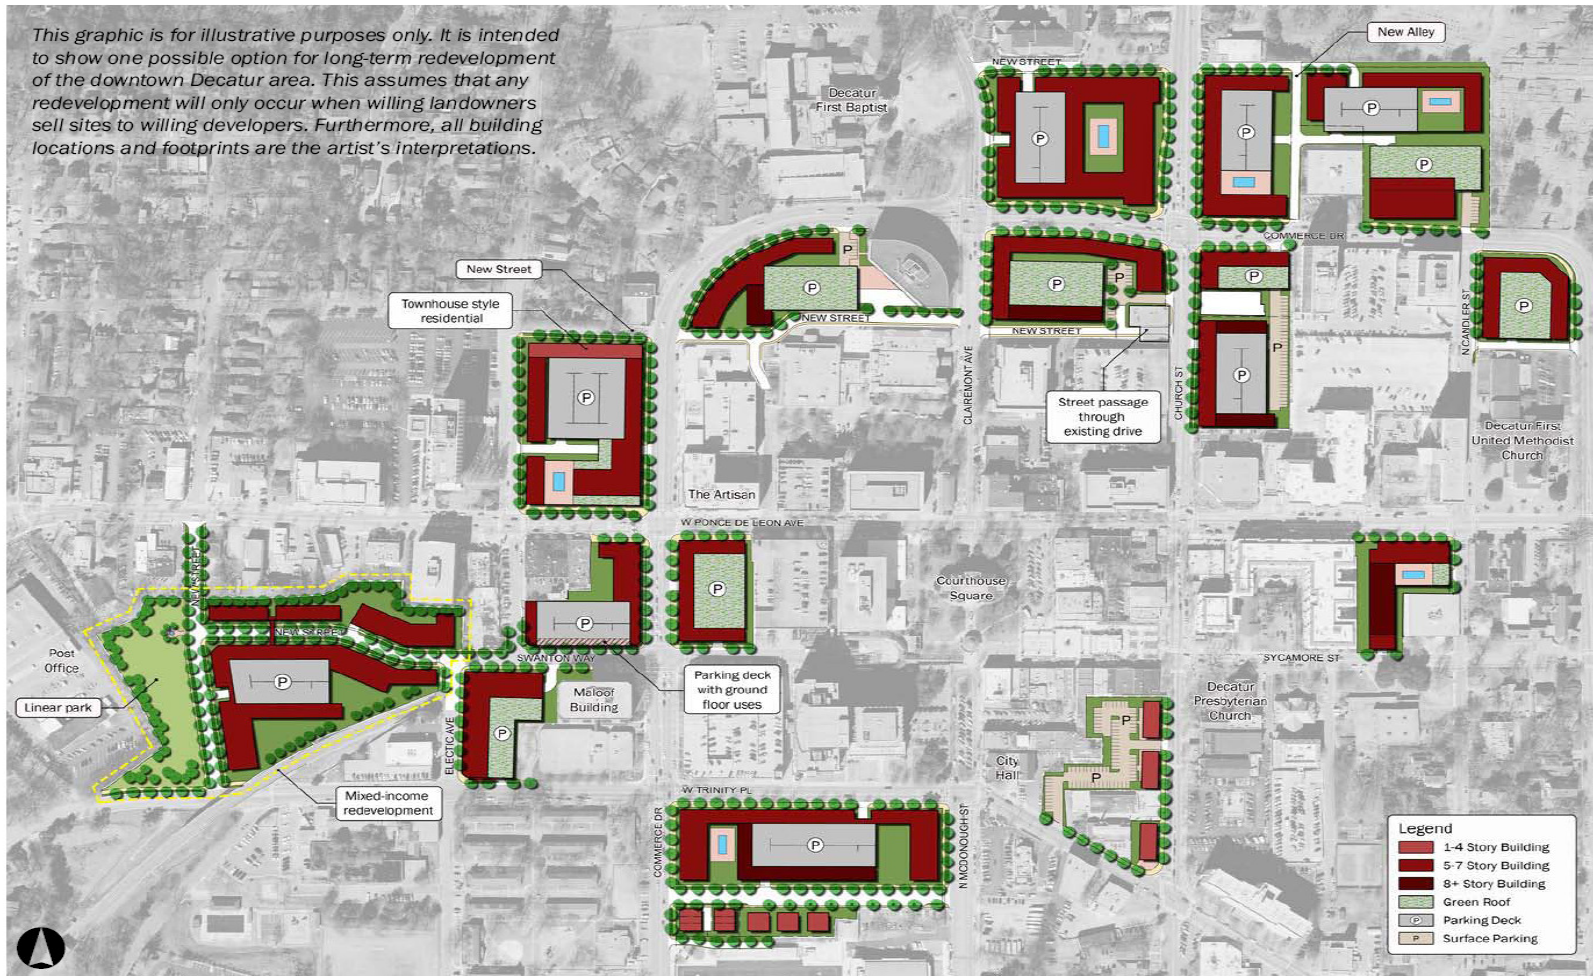 This graphic is for illustrative purposes only. It is intended
to show one possible option for long-term redevelopment
of the downtown Decatur area. This assumes that any
redevelopment will only occur when willing landowners
sell sites to willing developers. Furthermore, all building
locations and footprints are the artist's interpretations.
New Alley
NEW STREET
Decatur
First Baptist
P
P
P
P
COMMERCE DR
New Street
Townhouse style
residential
P
P
P
P
P
P
NEW STREET
NEW STREET
N CANDLER ST
CLAIREMONT AVE
CHURCH ST
P
P
P
Street passage
through
existing drive
Decatur First
United Methodist
Church
The Artisan
W PONCE DE LEON AVE
NEW STREET
NEW STREET
P
P
Courthouse
Square
Post
Office
SWANTON WAY
SYCAMORE ST
Linear park
P
Parking deck
with ground
floor uses
Maloof
Building
Decatur
Presbyterian
Church
P
P
ELECTIC AVE
City
Hall
P
Mixed-income
redevelopment
W TRINITY PL
COMMERCE DR
N MCDONOUGH ST
P
Legend
1-4 Story Building
5-7 Story Building
8+ Story Building
Green Roof
P Parking Deck
P Surface Parking